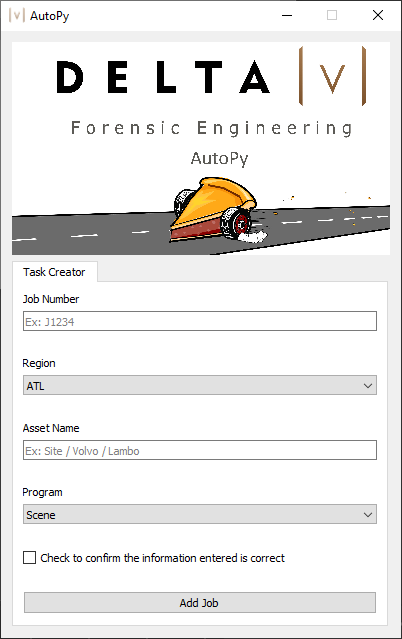 AutoPy
DELTA |V|
Forensic Engineering
AutoPy
Task Creator
Job Number
Ex: J1234
Region
ATL
Asset Name
Ex: Site / Volvo / Lambo
Program
Scene
Check to confirm the information entered is correct
Add Job